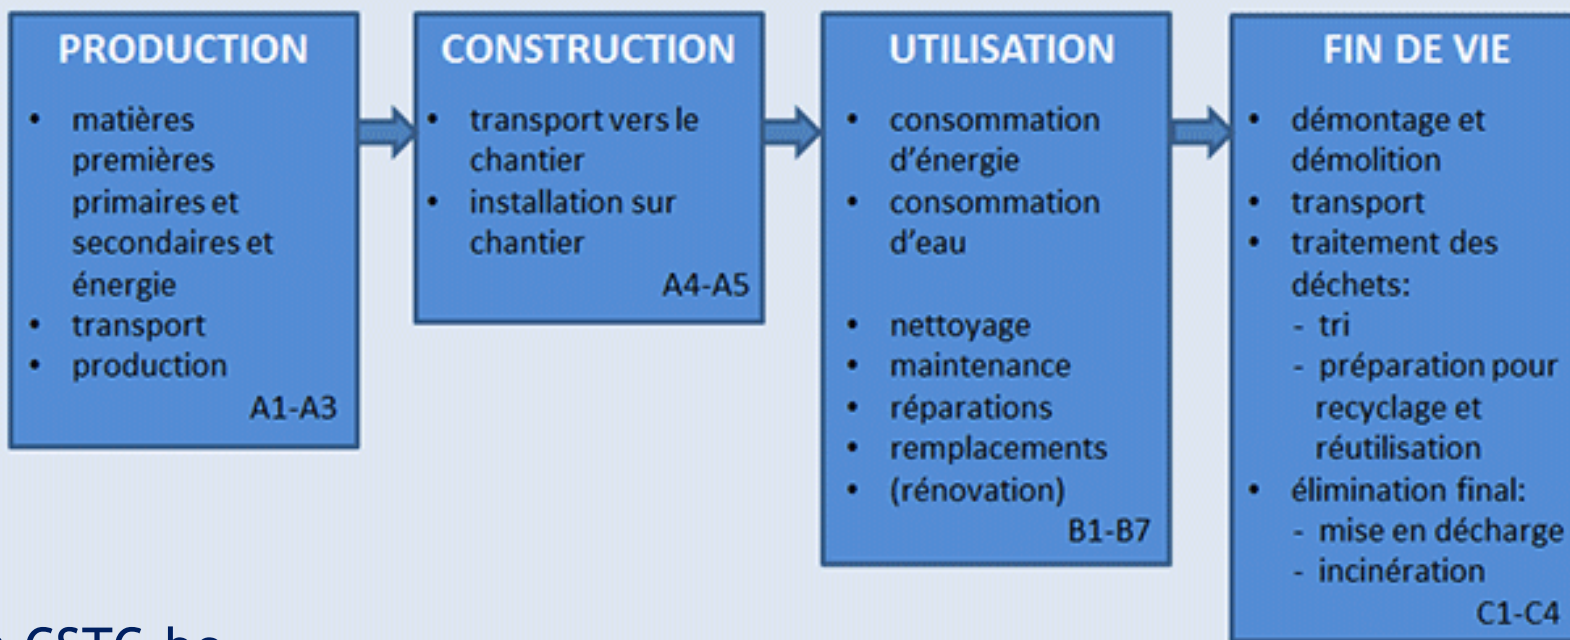 PRODUCTION
• matières
premières
primaires et
secondaires et
énergie
• transport
• production
A1-A3
CONSTRUCTION
• transport vers le
chantier
• installation sur
chantier
A4-A5
UTILISATION
• consommation
d'énergie
• consommation
d'eau
• nettoyage
• maintenance
• réparations
• remplacements
• (rénovation)
B1-B7
FIN DE VIE
• démontage et
démolition
• transport
• traitement des
déchets:
- tri
- préparation pour
recyclage et
réutilisation
• élimination final:
- mise en décharge
- incinération
C1-C4